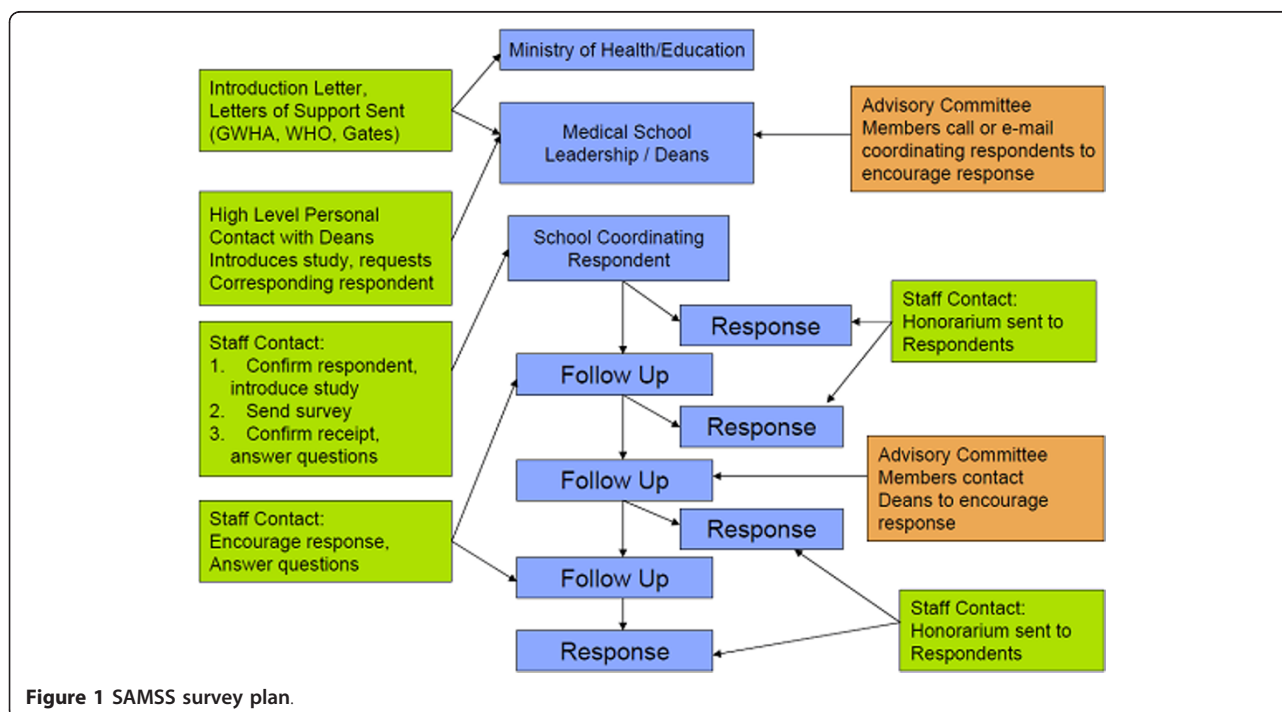 Ministry of Health/Education
Introduction Letter,
Letters of Support Sent
(GWHA, WHO, Gates)
Medical School
Leadership / Deans
Advisory Committee
Members call or e-mail
coordinating respondents to
encourage response
High Level Personal
Contact with Deans
Introduces study, requests
Corresponding respondent
School Coordinating
Respondent
Response
Staff Contact:
Honorarium sent to
Respondents
Staff Contact:
1. Confirm respondent,
introduce study
2. Send survey
3. Confirm receipt,
answer questions
Follow Up
Response
Follow Up
Advisory Committee
Members contact
Deans to encourage
response
Staff Contact:
Encourage response,
Answer questions
Response
Follow Up
Staff Contact:
Honorarium sent to
Respondents
Response
Figure 1 SAMSS survey plan.